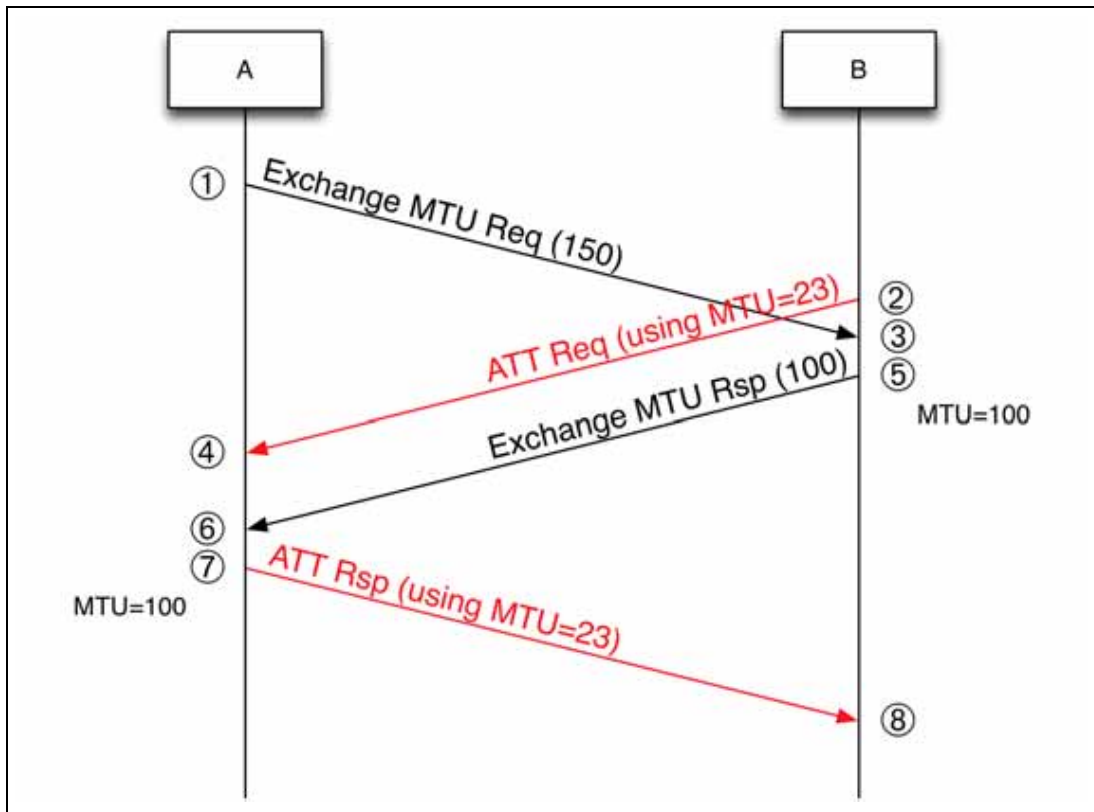 A
B
①
Exchange MTU Req (150)
②
ATT Req (using MTU=23)
③
⑤
Exchange MTU Rsp (100)
MTU=100
④
⑥
⑦
ATT Rsp (using MTU=23)
MTU=100
⑧